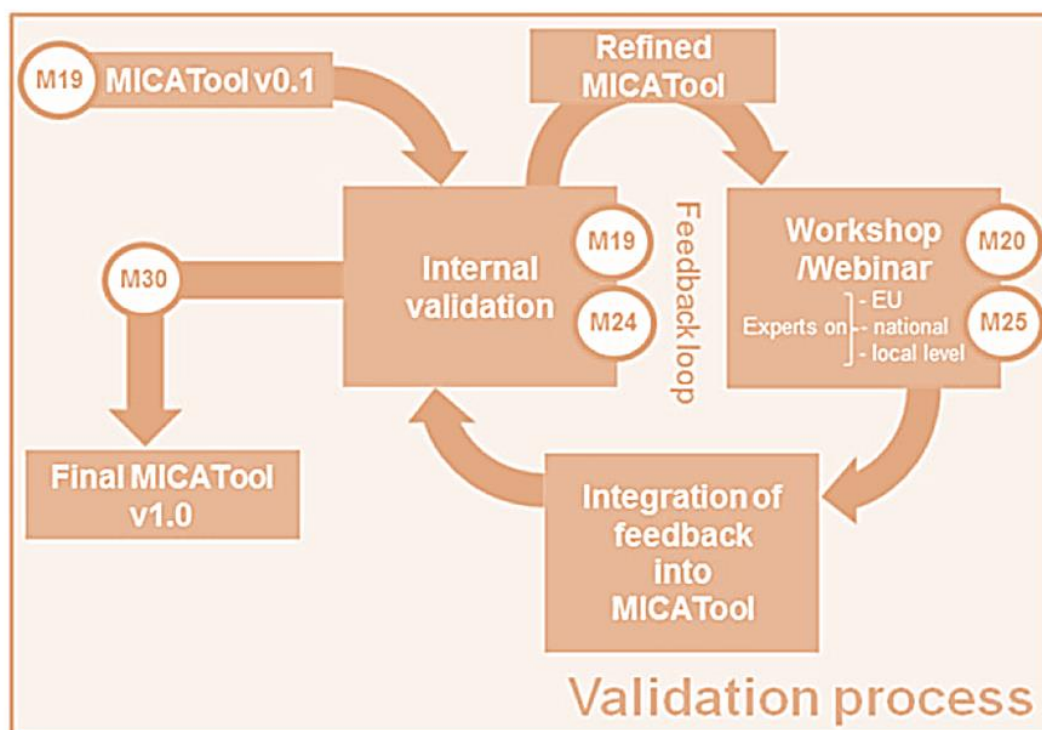 M19
MICATool v0.1
Refined
MICATool
Internal
validation
M19
M24
Feedback loop
Workshop
/Webinar
Experts on
- EU
- national
- local level
M20
M25
M30
Final MICATool
v1.0
Integration of
feedback
into
MICATool
Validation process